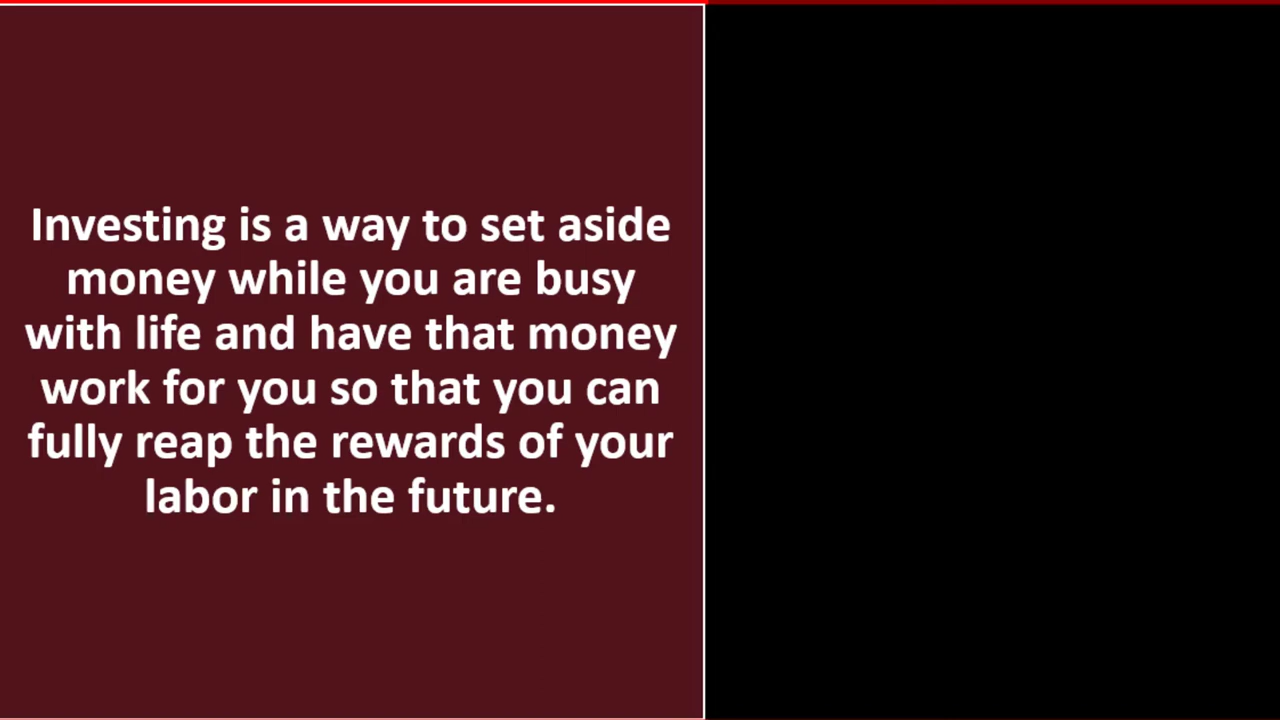 Investing is a way to set aside
money while you are busy
with life and have that money
work for you so that you can
fully reap the rewards of your
labor in the future.